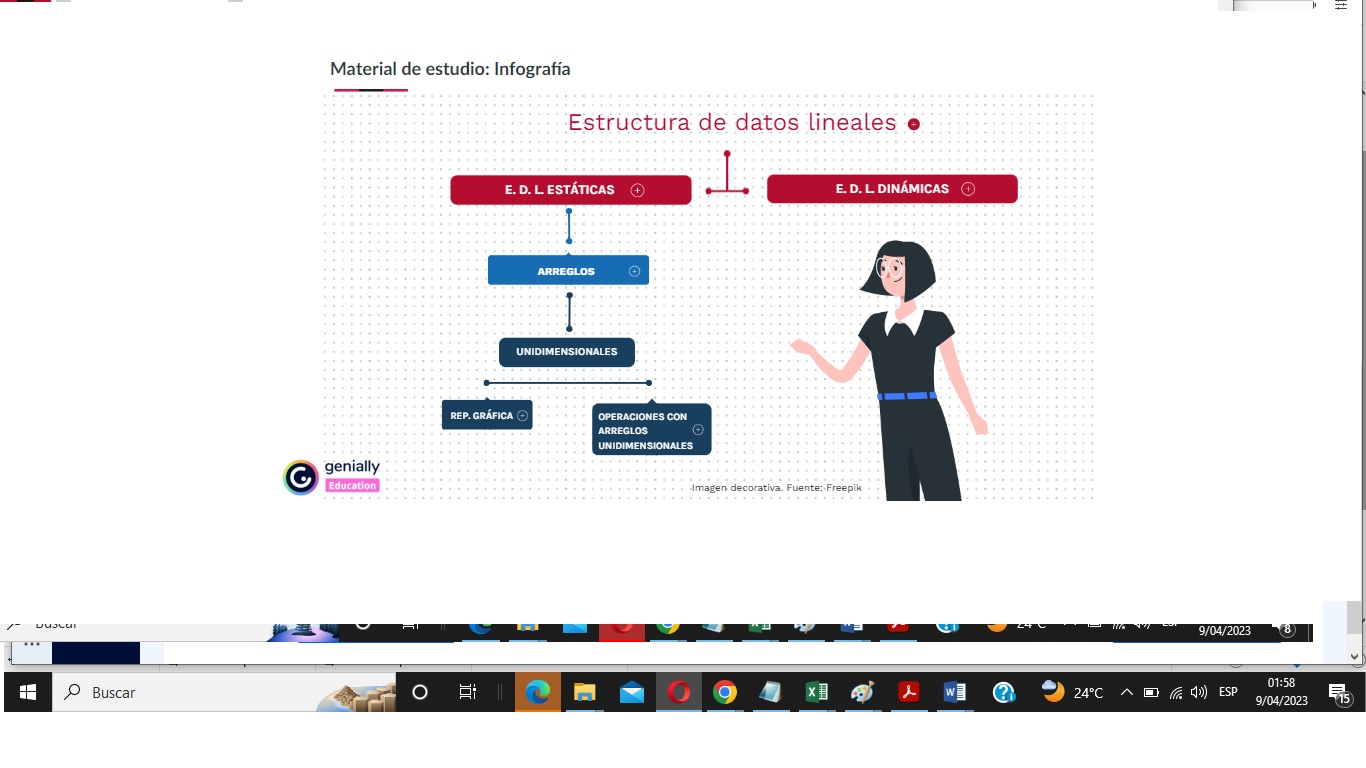 Material de estudio: Infografía
Estructura de datos lineales
E. D. L. ESTÁTICAS
E. D. L. DINÁMICAS
ARREGLOS
UNIDIMENSIONALES
REP. GRÁFICA
OPERACIONES CON
ARREGLOS
UNIDIMENSIONALES
genially
Education
Imagen decorativa. Fuente: Freepik
Buscar
24°C
ESP
9/04/2023
8
Buscar
24°C
ESP
01:58
9/04/2023
15